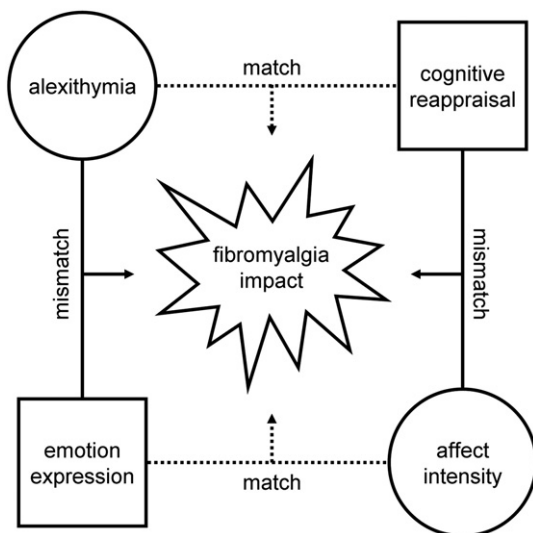 match
alexithymia
cognitive
reappraisal
mismatch
fibromyalgia
impact
mismatch
emotion
expression
match
affect
intensity